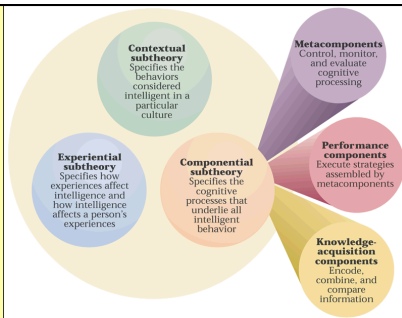 Contextual
subtheory
Specifies the
behaviors
considered
intelligent in a
particular
culture
Experiential
subtheory
Specifies how
experiences affect
intelligence and
how intelligence
affects a person's
experiences
Componential
subtheory
Specifies the
cognitive
processes that
underlie all
intelligent
behavior
Metacomponents
Control, monitor,
and evaluate
cognitive
processing
Performance
components
Execute strategies
assembled by
metacomponents
Knowledge-
acquisition
components
Encode,
combine, and
compare
information